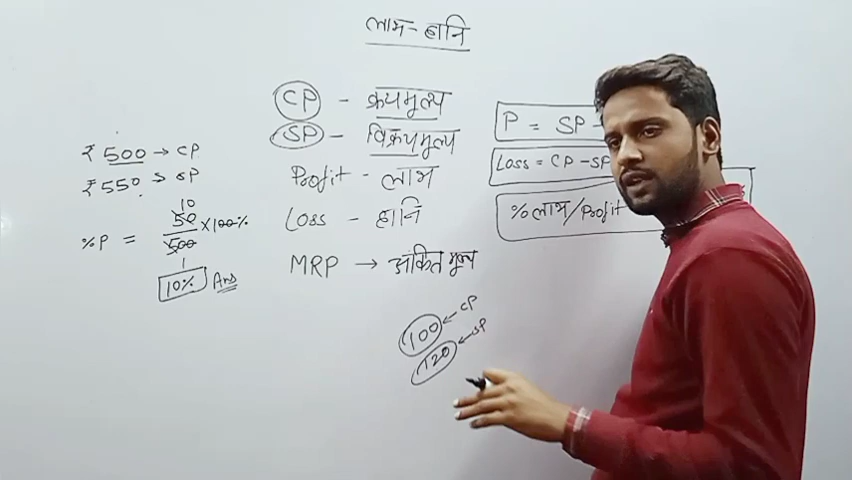 लाभ - हानि
CP - क्रयमूल्य
SP - विक्रयमूल्य
Profit - लाभ
Loss - हानि
MRP → अंकित मूल्य
100 ← CP
120 ← SP
₹ 500 → CP
₹ 550 → SP
10
%P = 50/500 × 100%
1
10% Ans
P = SP -
Loss = CP - SP
% लाभ/Profit